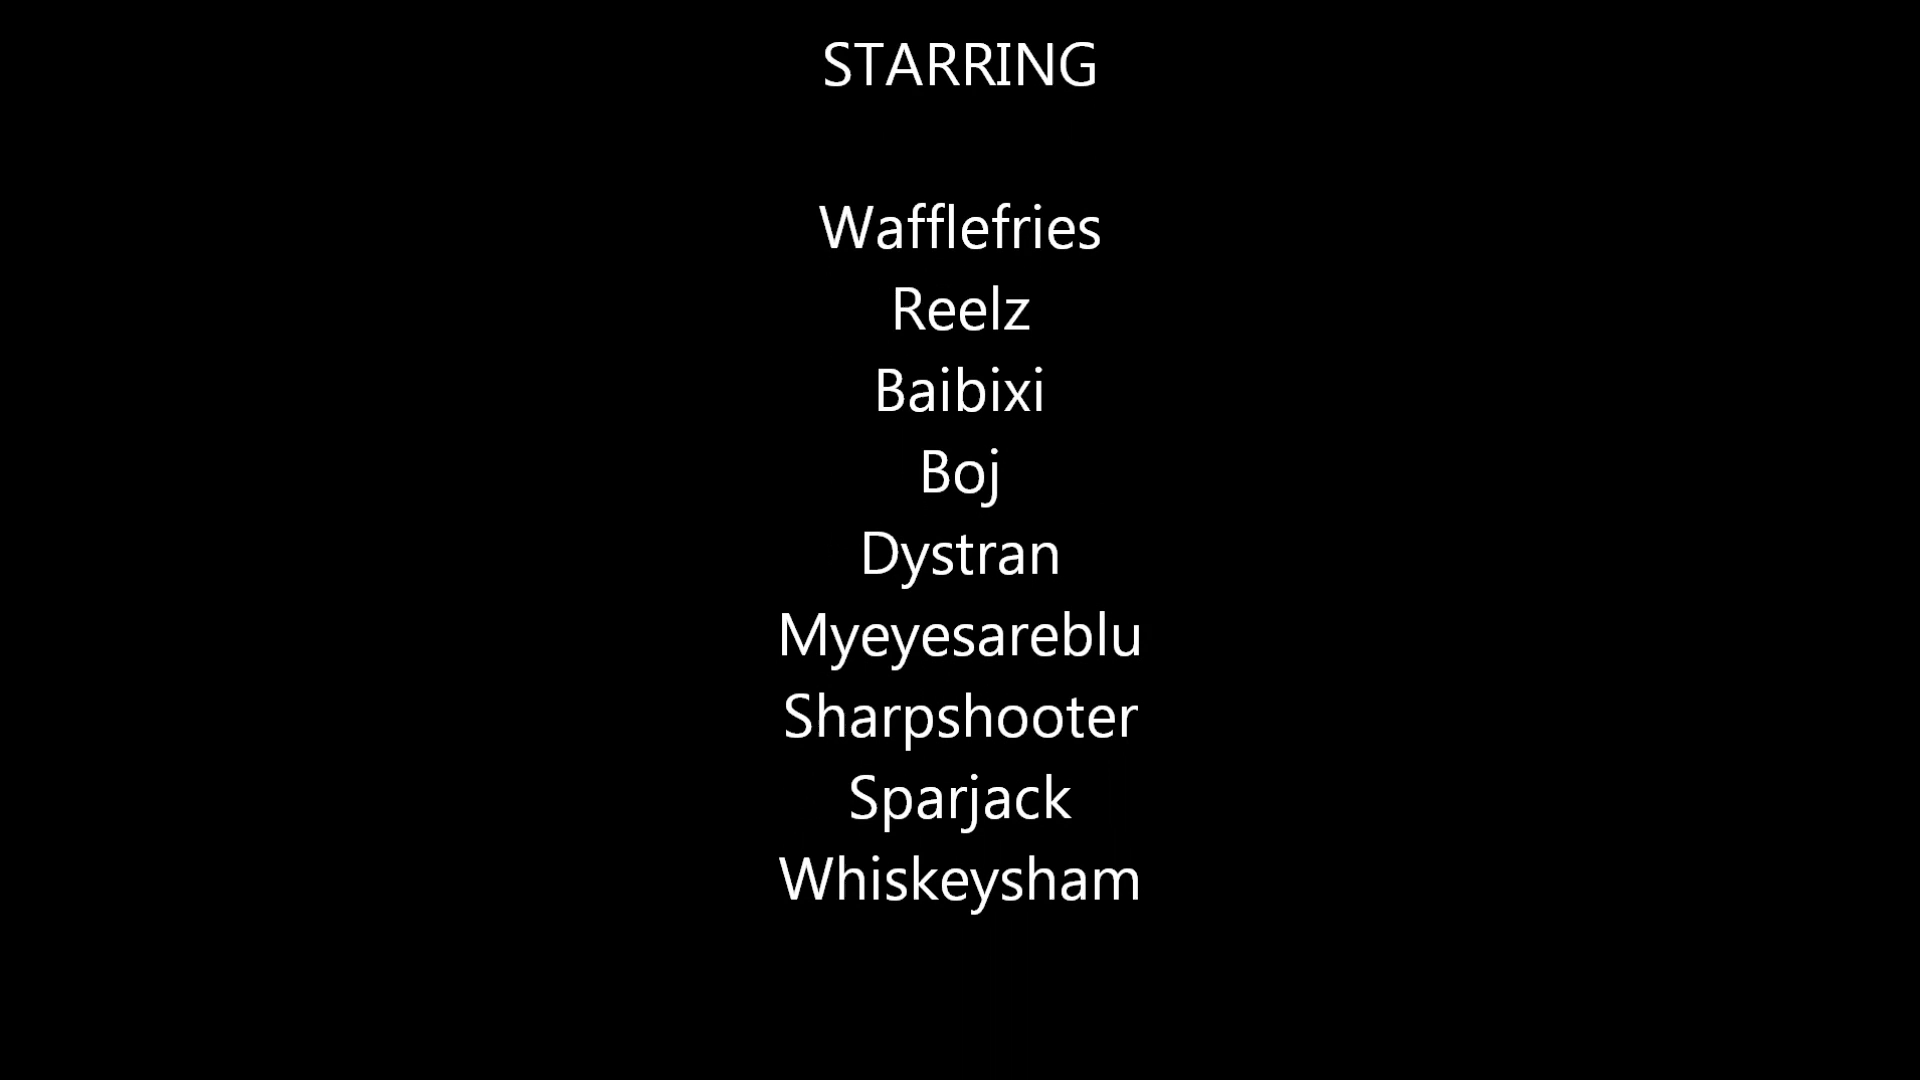 STARRING
Wafflefries
Reelz
Baibixi
Boj
Dystran
Myeyesareblu
Sharpshooter
Sparjack
Whiskeysham